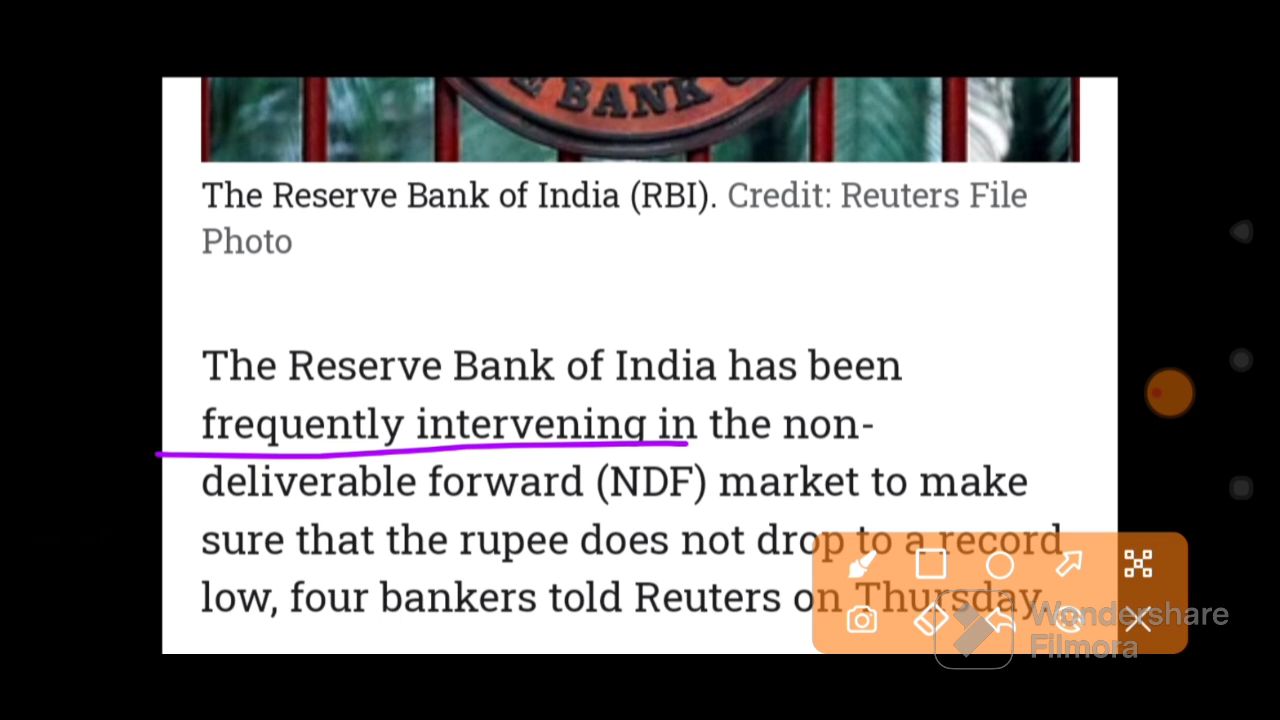 E BANK O
The Reserve Bank of India (RBI). Credit: Reuters File
Photo
The Reserve Bank of India has been
frequently intervening in the non-
deliverable forward (NDF) market to make
sure that the rupee does not drop to a record
low, four bankers told Reuters on Thursday.
Wondershare
Filmora